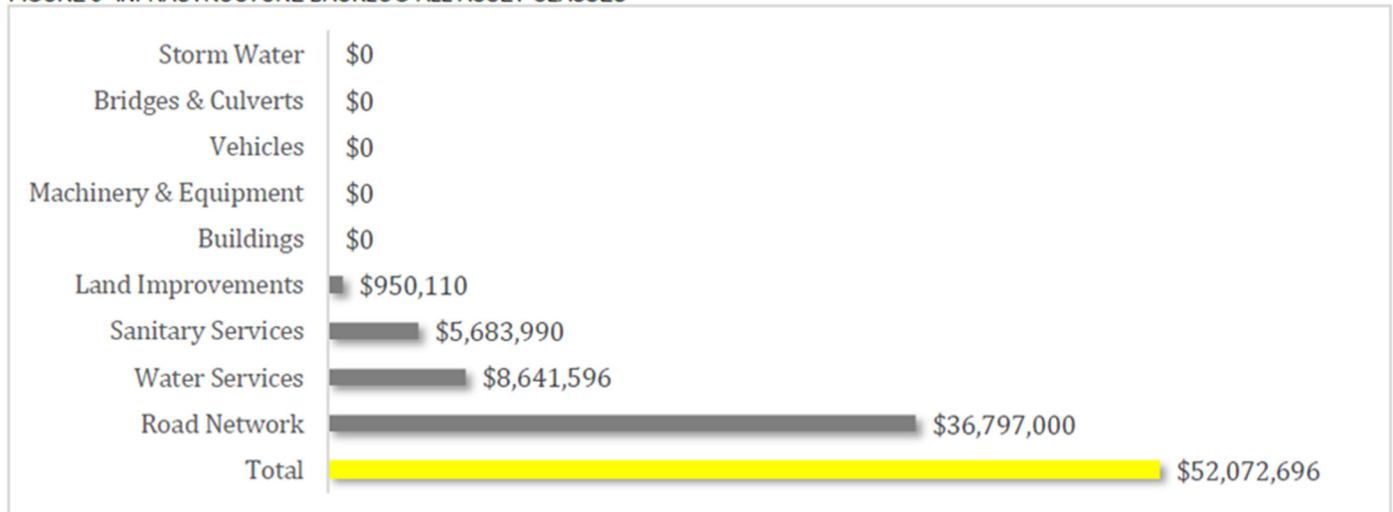 Storm Water $0
Bridges & Culverts $0
Vehicles $0
Machinery & Equipment $0
Buildings $0
Land Improvements $950,110
Sanitary Services $5,683,990
Water Services $8,641,596
Road Network $36,797,000
Total $52,072,696